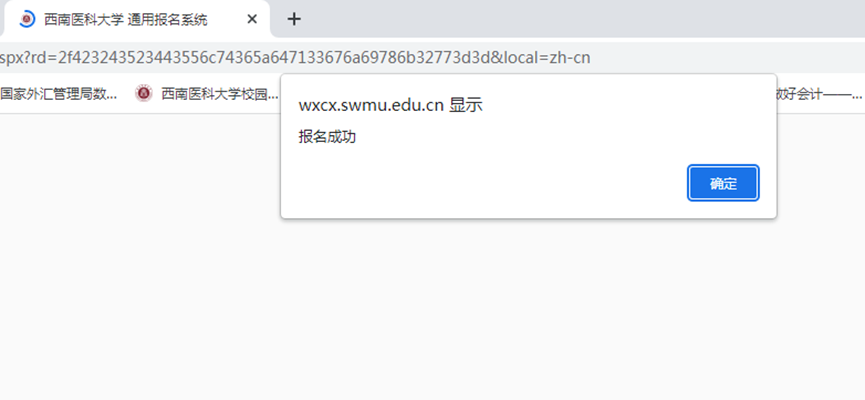 西南医科大学 通用报名系统
spx?rd=2f423243523443556c74365a647133676a69786b32773d3d&local=zh-cn
国家外汇管理局数... 西南医科大学校园... 做好会计——...
wxcx.swmu.edu.cn 显示
报名成功
确定